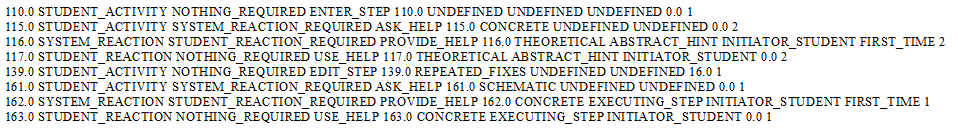 110.0 STUDENT_ACTIVITY NOTHING_REQUIRED ENTER_STEP 110.0 UNDEFINED UNDEFINED UNDEFINED 0.0 1
115.0 STUDENT_ACTIVITY SYSTEM_REACTION_REQUIRED ASK_HELP 115.0 CONCRETE UNDEFINED UNDEFINED 0.0 2
116.0 SYSTEM_REACTION STUDENT_REACTION_REQUIRED PROVIDE_HELP 116.0 THEORETICAL ABSTRACT_HINT INITIATOR_STUDENT FIRST_TIME 2
117.0 STUDENT_REACTION NOTHING_REQUIRED USE_HELP 117.0 THEORETICAL ABSTRACT_HINT INITIATOR_STUDENT 0.0 2
139.0 STUDENT_ACTIVITY NOTHING_REQUIRED EDIT_STEP 139.0 REPEATED_FIXES UNDEFINED UNDEFINED 16.0 1
161.0 STUDENT_ACTIVITY SYSTEM_REACTION_REQUIRED ASK_HELP 161.0 SCHEMATIC UNDEFINED UNDEFINED 0.0 1
162.0 SYSTEM_REACTION STUDENT_REACTION_REQUIRED PROVIDE_HELP 162.0 CONCRETE EXECUTING_STEP INITIATOR_STUDENT FIRST_TIME 1
163.0 STUDENT_REACTION NOTHING_REQUIRED USE_HELP 163.0 CONCRETE EXECUTING_STEP INITIATOR_STUDENT 0.0 1